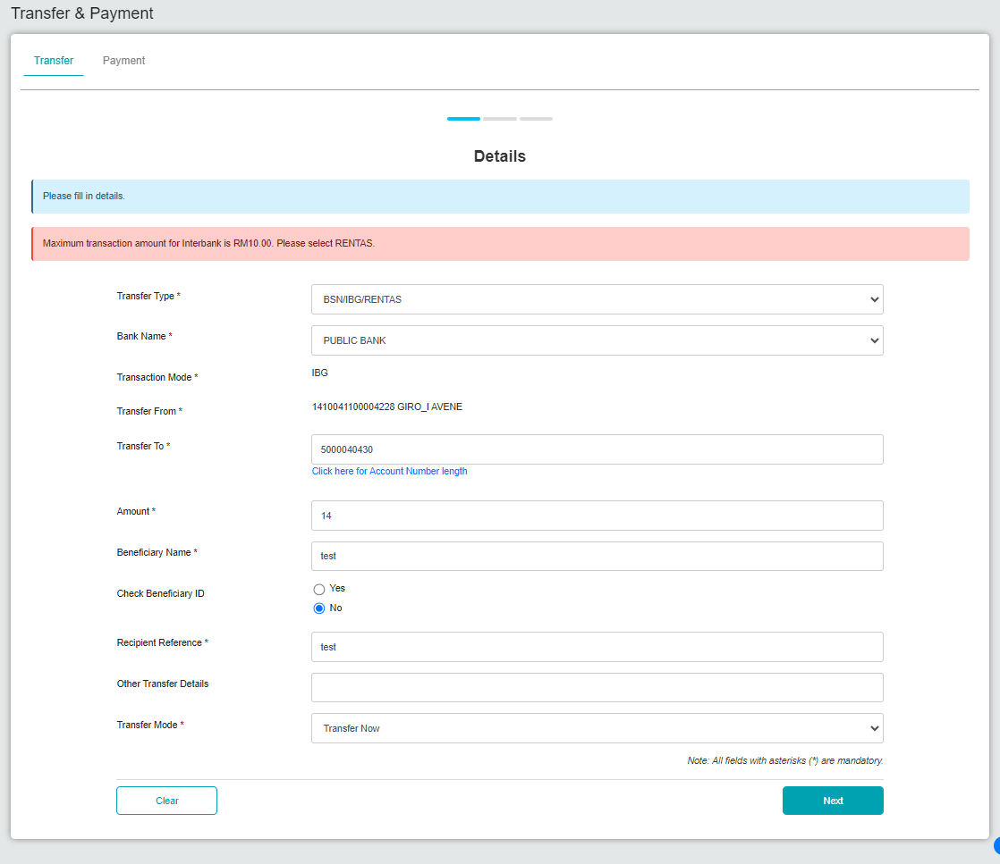 Transfer & Payment
Transfer Payment
Details
Please fill in details.
Maximum transaction amount for Interbank is RM10.00. Please select RENTAS.
Transfer Type * BSN/IBG/RENTAS
Bank Name * PUBLIC BANK
Transaction Mode * IBG
Transfer From * 1410041100004228 GIRO_I AVENE
Transfer To * 5000040430
Click here for Account Number length
Amount * 14
Beneficiary Name * test
Check Beneficiary ID Yes
No
Recipient Reference * test
Other Transfer Details
Transfer Mode * Transfer Now
Note: All fields with asterisks (*) are mandatory.
Clear Next